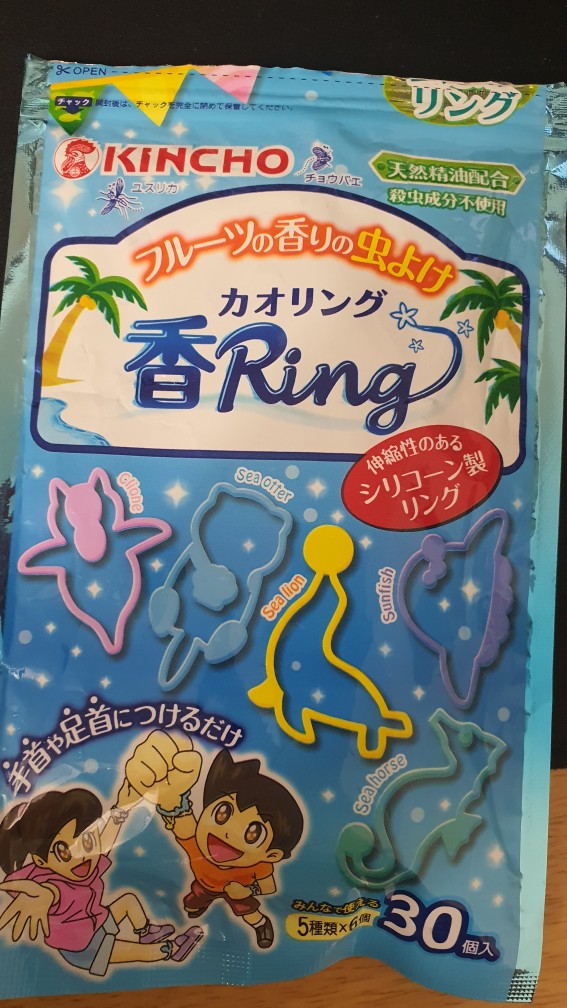 OPEN
チャック
開封後は、チャックを完全に閉めて保管してください。
リング
KINCHO
ユスリカ
チョウバエ
天然精油配合
殺虫成分不使用
フルーツの香りの虫よけ
カオリング
香Ring
伸縮性のある
シリコーン製
リング
Clione
Sea otter
Sea lion
Sunfish
Sea horse
手首や足首につけるだけ
みんなで使える
5種類×6個
30個入